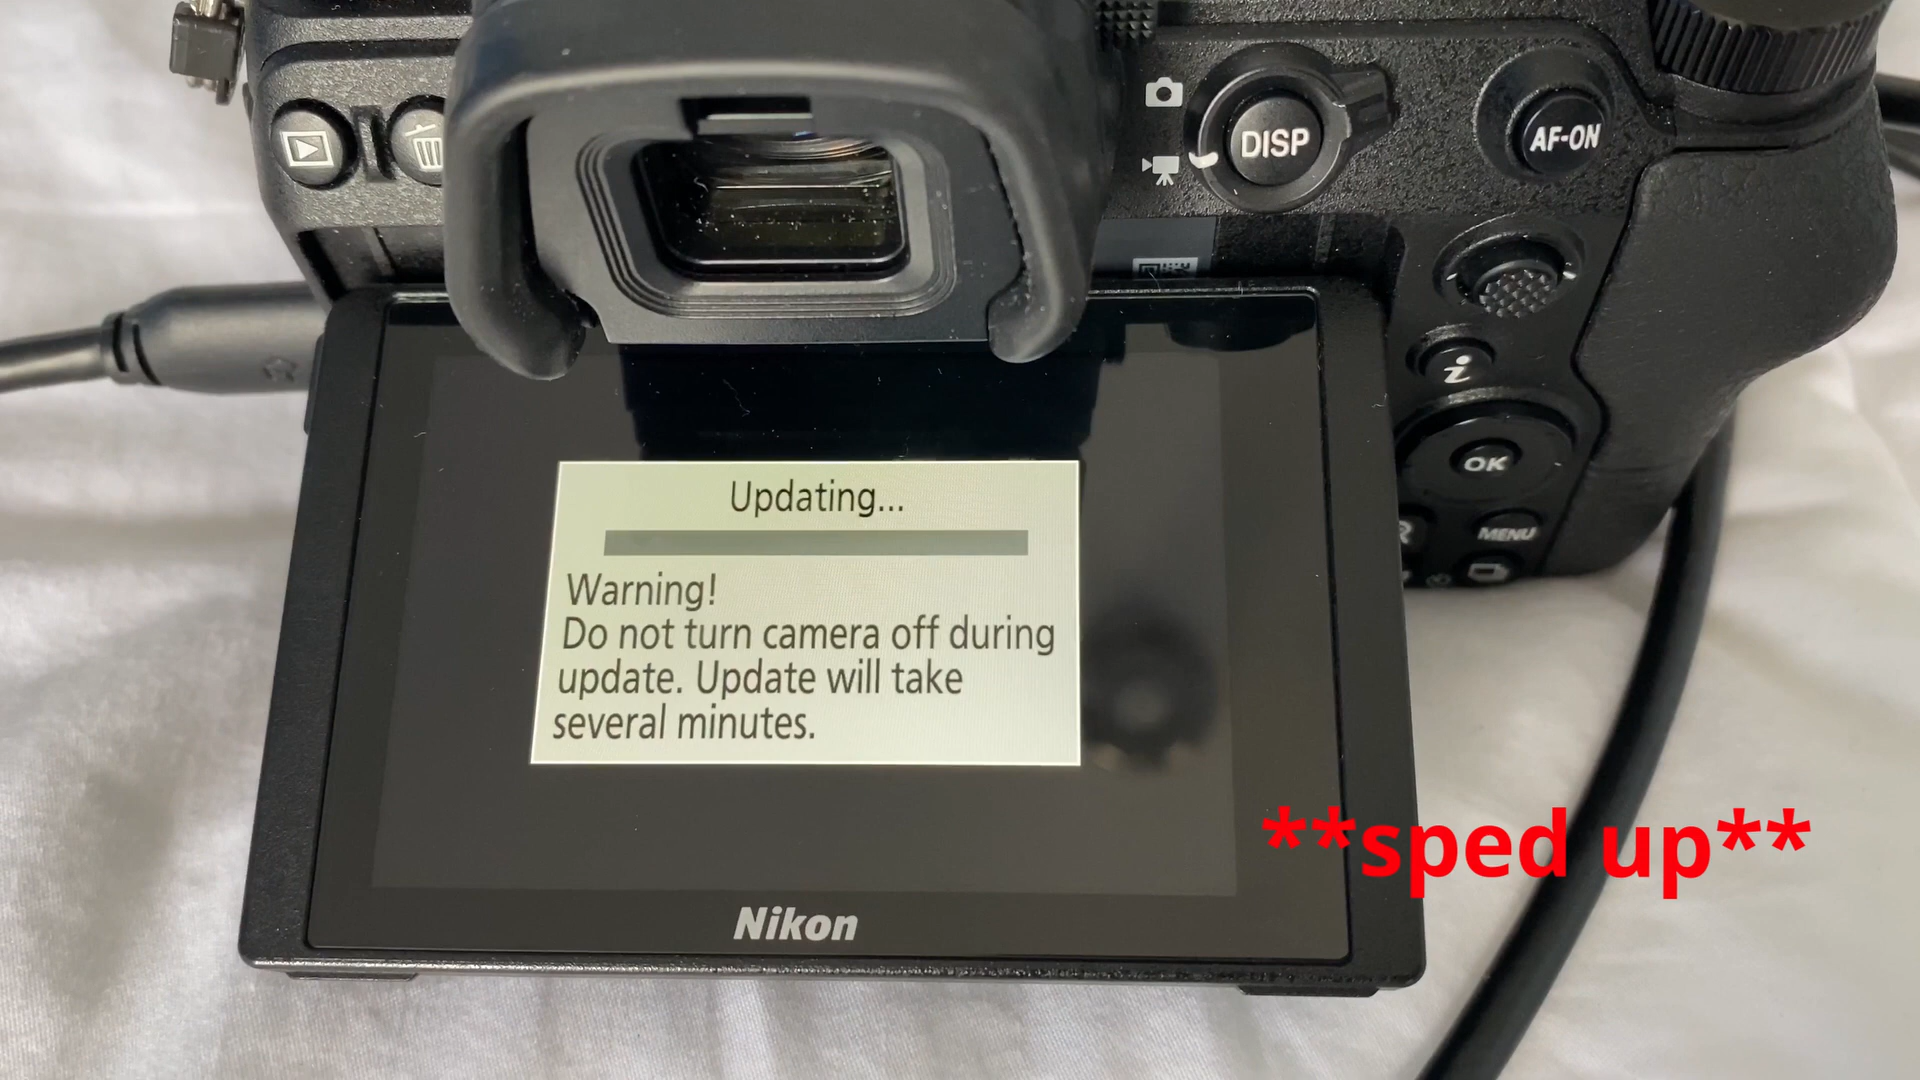 DISP
AF-ON
i
OK
R
MENU
Updating...
Warning!
Do not turn camera off during
update. Update will take
several minutes.
**sped up**
Nikon